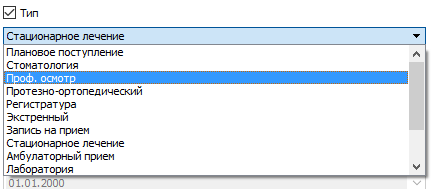 Тип
Стационарное лечение
Плановое поступление
Стоматология
Проф. осмотр
Протезно-ортопедический
Регистратура
Экстренный
Запись на прием
Стационарное лечение
Амбулаторный прием
Лаборатория
01.01.2000